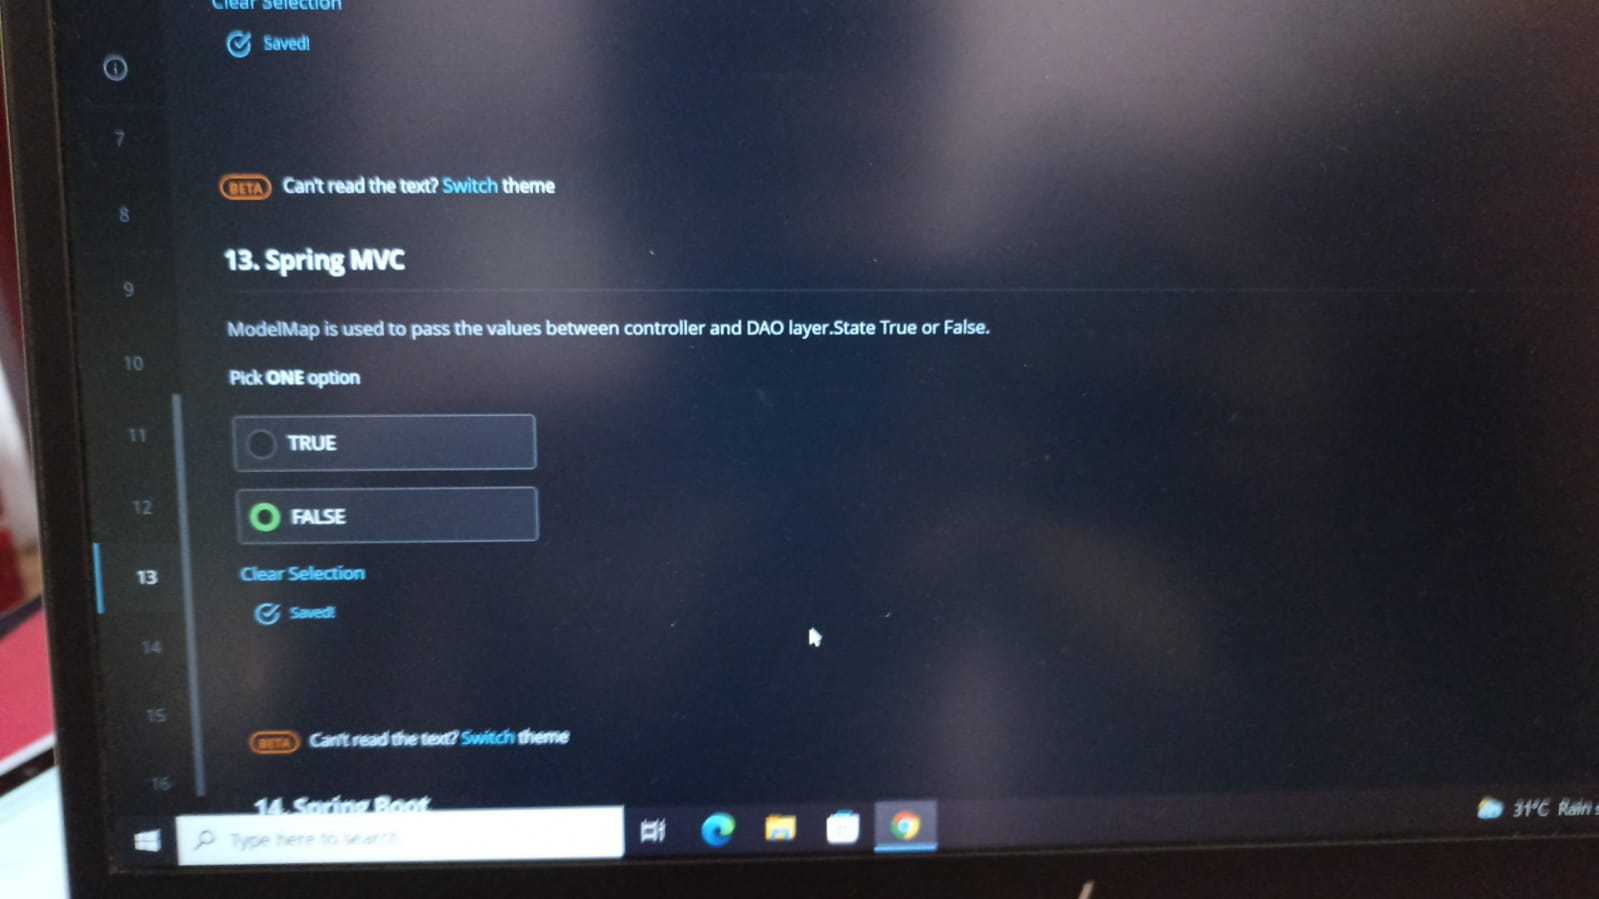 Clear Selection
Saved!
7
BETA Can't read the text? Switch theme
8
13. Spring MVC
9
ModelMap is used to pass the values between controller and DAO layer.State True or False.
10
Pick ONE option
11
TRUE
12
FALSE
13
Clear Selection
Saved!
14
15
BETA Can't read the text? Switch theme
16
14. Spring Boot
Type here to search
31°C Rain